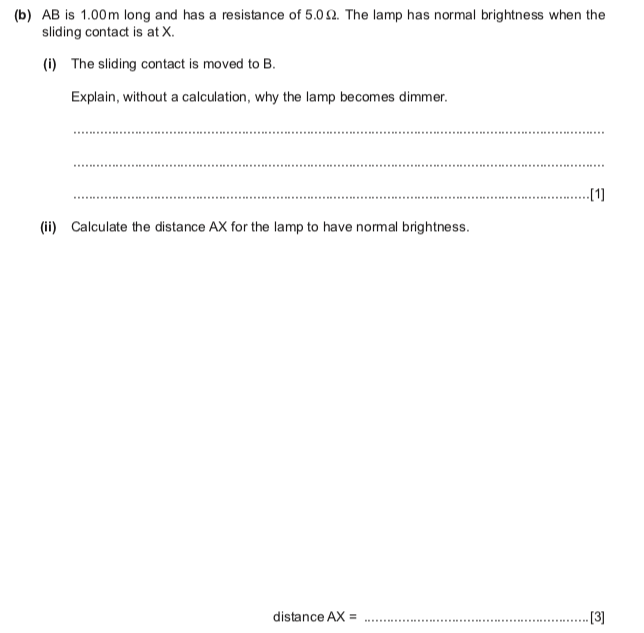 (b) AB is 1.00 m long and has a resistance of 5.0 Ω. The lamp has normal brightness when the
sliding contact is at X.
(i) The sliding contact is moved to B.
Explain, without a calculation, why the lamp becomes dimmer.
..........................................................................................
..........................................................................................
..........................................................................................[1]
(ii) Calculate the distance AX for the lamp to have normal brightness.
distance AX = ..........................................................[3]